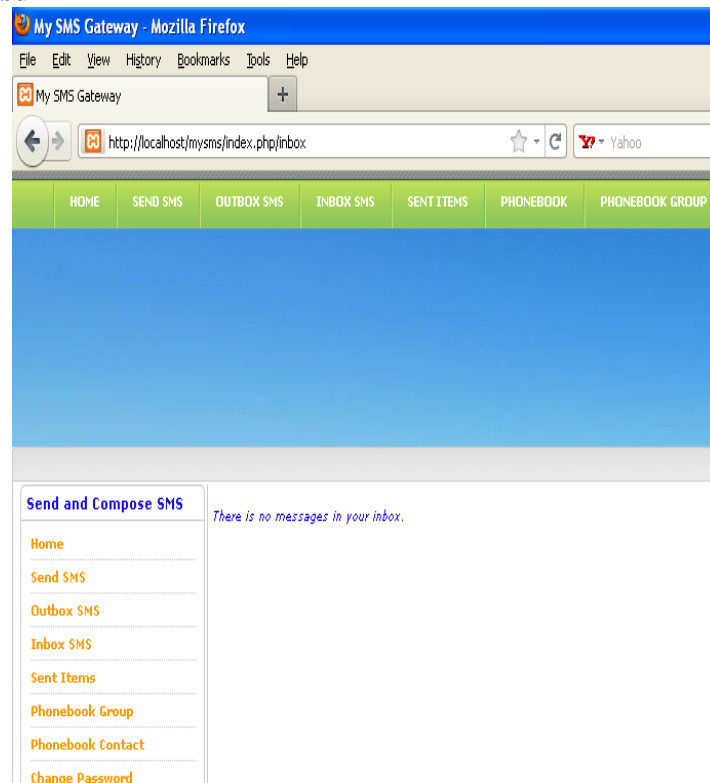 My SMS Gateway - Mozilla Firefox
File Edit View History Bookmarks Tools Help
My SMS Gateway +
http://localhost/mysms/index.php/inbox Yahoo
HOME SEND SMS OUTBOX SMS INBOX SMS SENT ITEMS PHONEBOOK PHONEBOOK GROUP
Send and Compose SMS
There is no messages in your inbox.
Home
Send SMS
Outbox SMS
Inbox SMS
Sent Items
Phonebook Group
Phonebook Contact
Change Password